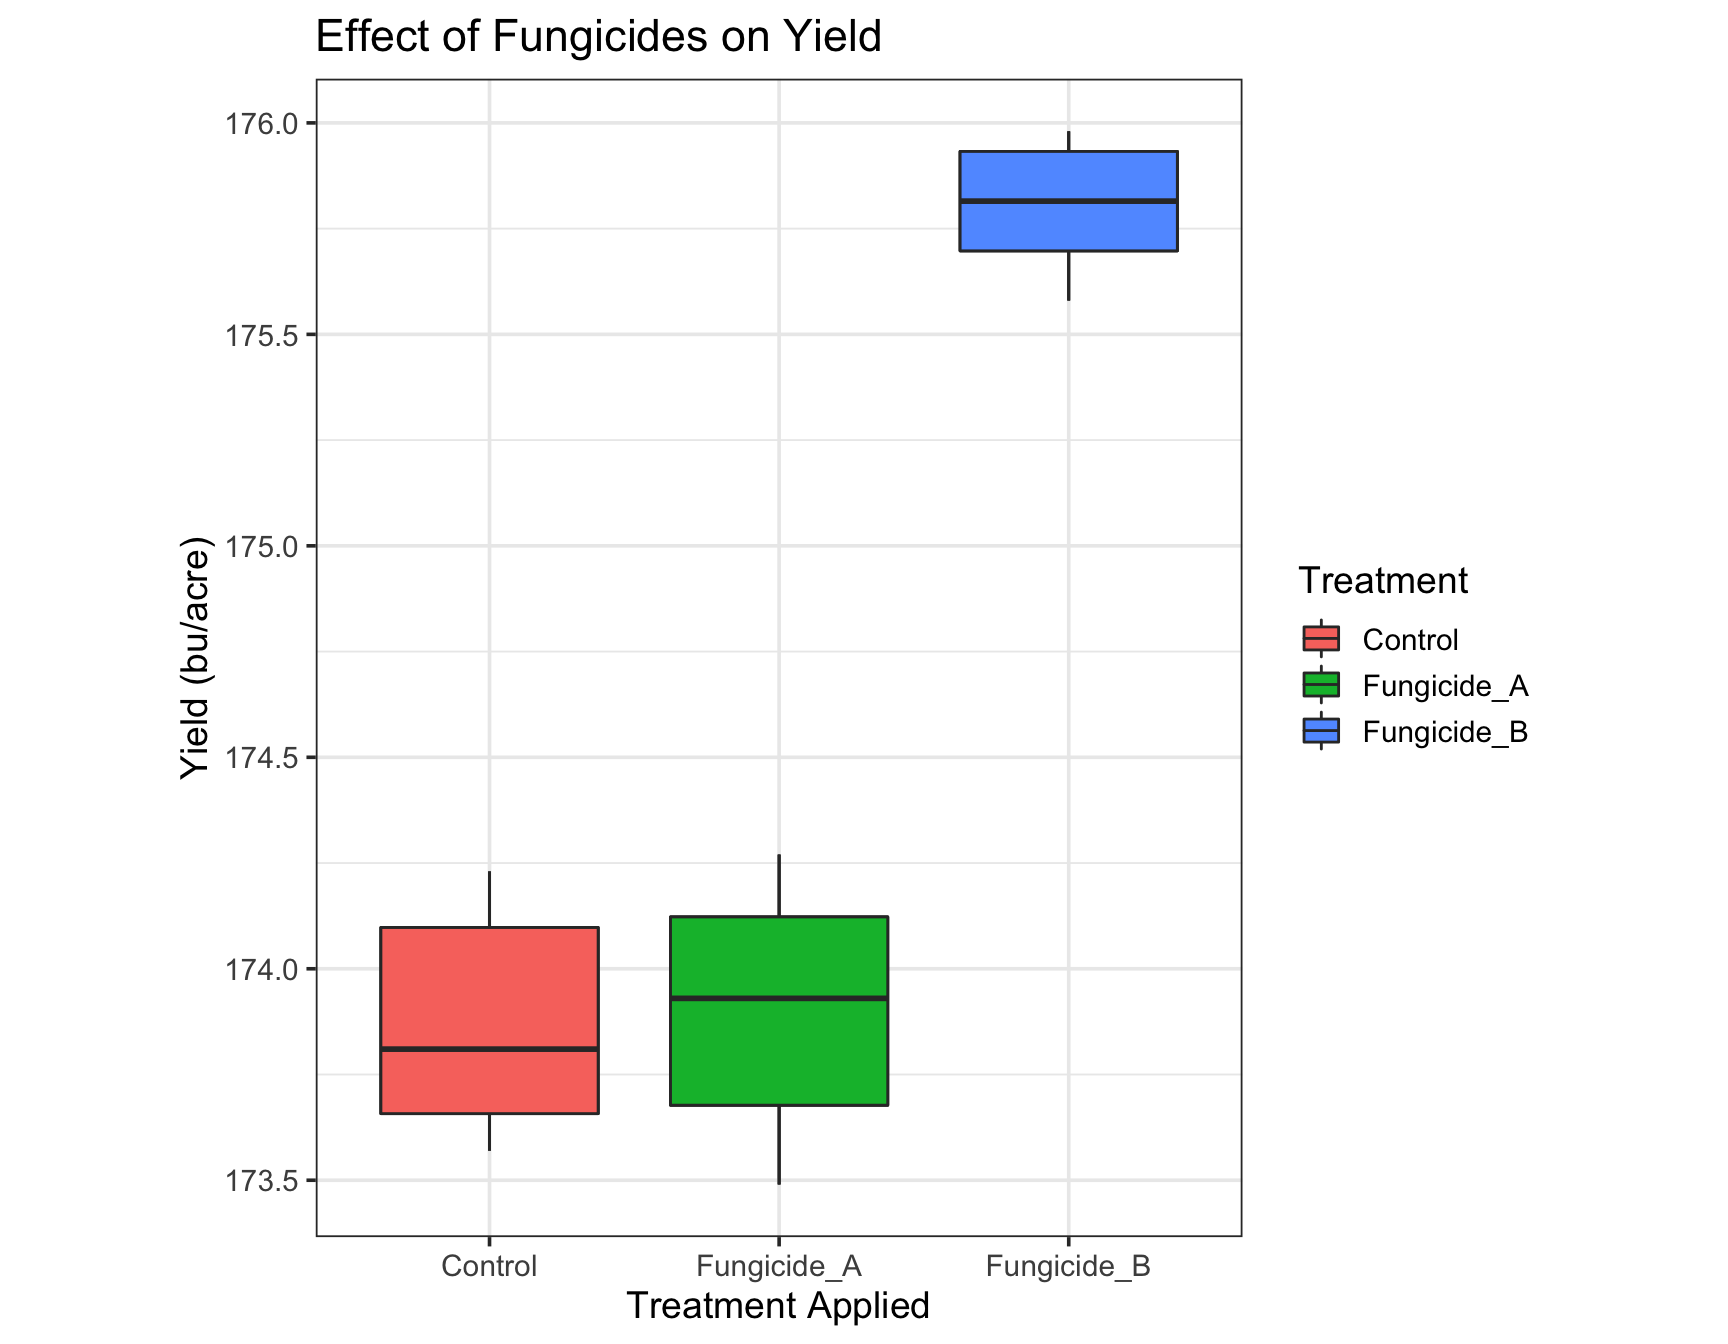 Effect of Fungicides on Yield
176.0
175.5
175.0
174.5
174.0
173.5
Yield (bu/acre)
Control
Fungicide_A
Fungicide_B
Treatment Applied
Treatment
Control
Fungicide_A
Fungicide_B